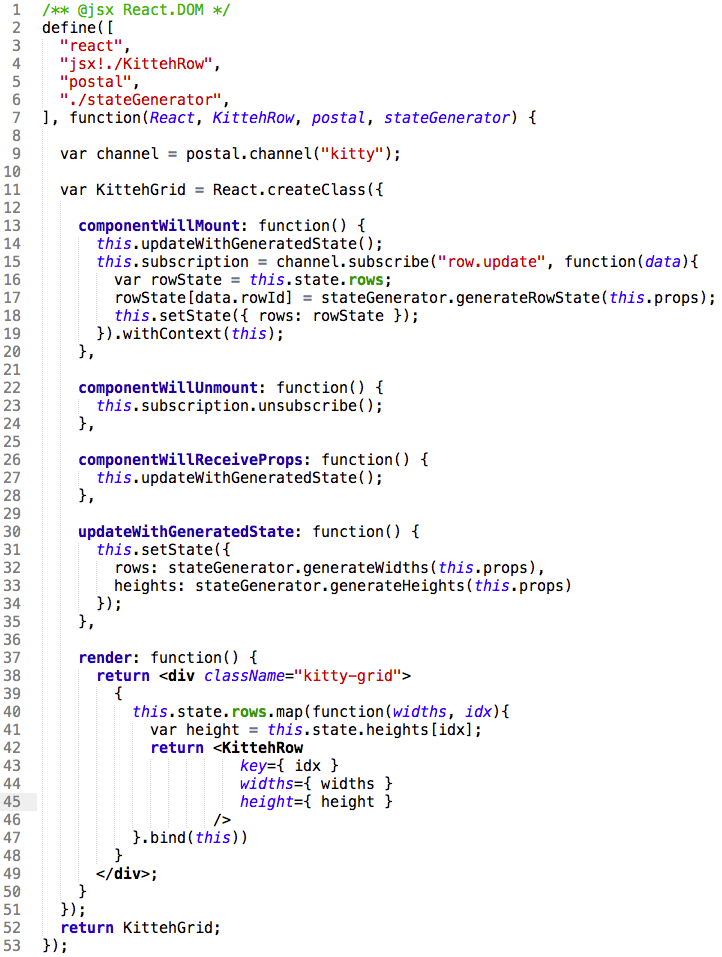 1 /** @jsx React.DOM */
2 define([
3   "react",
4   "jsx!./KittehRow",
5   "postal",
6   "./stateGenerator",
7 ], function(React, KittehRow, postal, stateGenerator) {
8
9   var channel = postal.channel("kitty");
10
11   var KittehGrid = React.createClass({
12
13     componentWillMount: function() {
14       this.updateWithGeneratedState();
15       this.subscription = channel.subscribe("row.update", function(data){
16         var rowState = this.state.rows;
17         rowState[data.rowId] = stateGenerator.generateRowState(this.props);
18         this.setState({ rows: rowState });
19       }).withContext(this);
20     },
21
22     componentWillUnmount: function() {
23       this.subscription.unsubscribe();
24     },
25
26     componentWillReceiveProps: function() {
27       this.updateWithGeneratedState();
28     },
29
30     updateWithGeneratedState: function() {
31       this.setState({
32         rows: stateGenerator.generateWidths(this.props),
33         heights: stateGenerator.generateHeights(this.props)
34       });
35     },
36
37     render: function() {
38       return <div className="kitty-grid">
39         {
40           this.state.rows.map(function(widths, idx){
41             var height = this.state.heights[idx];
42             return <KittehRow
43                       key={ idx }
44                       widths={ widths }
45                       height={ height }
46                    />
47           }.bind(this))
48         }
49       </div>;
50     }
51   });
52   return KittehGrid;
53 });